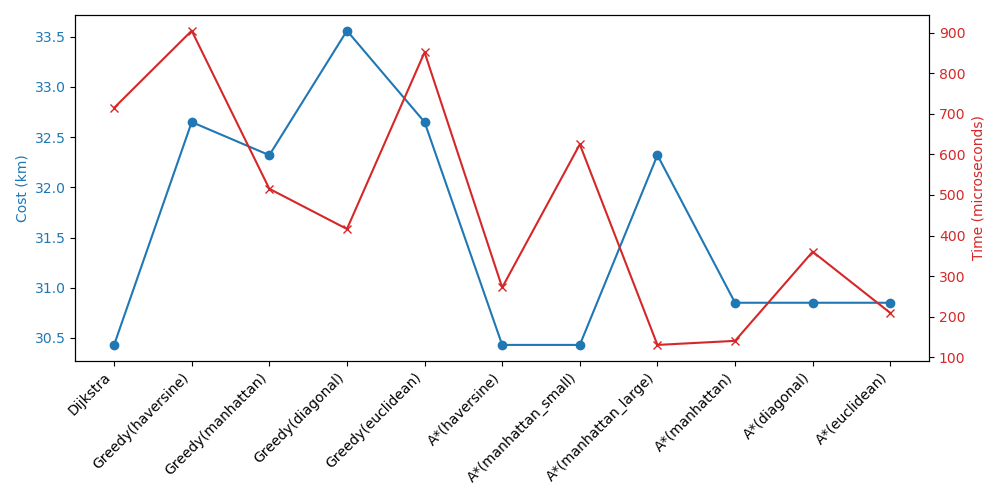 Cost (km)
33.5
33.0
32.5
32.0
31.5
31.0
30.5
900
800
700
600
500
400
300
200
100
Time (microseconds)
Dijkstra
Greedy(haversine)
Greedy(manhattan)
Greedy(diagonal)
Greedy(euclidean)
A*(haversine)
A*(manhattan_small)
A*(manhattan_large)
A*(manhattan)
A*(diagonal)
A*(euclidean)